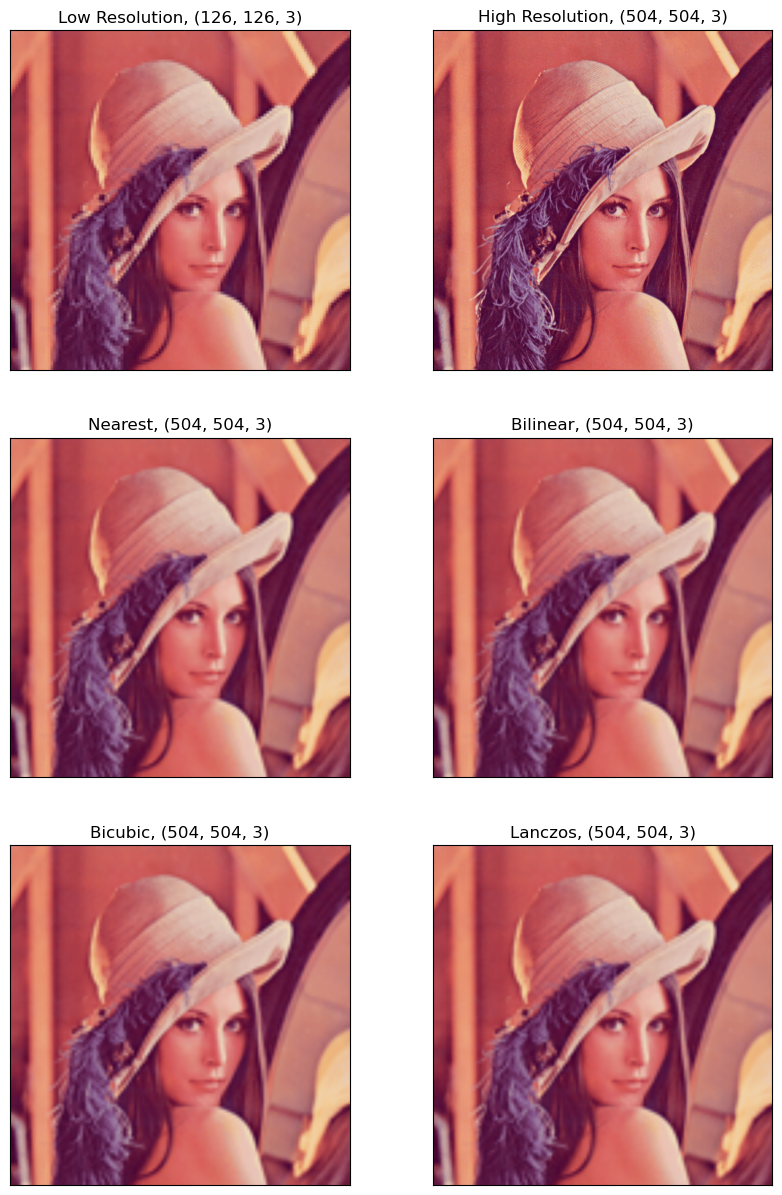 Low Resolution, (126, 126, 3)
High Resolution, (504, 504, 3)
Nearest, (504, 504, 3)
Bilinear, (504, 504, 3)
Bicubic, (504, 504, 3)
Lanczos, (504, 504, 3)